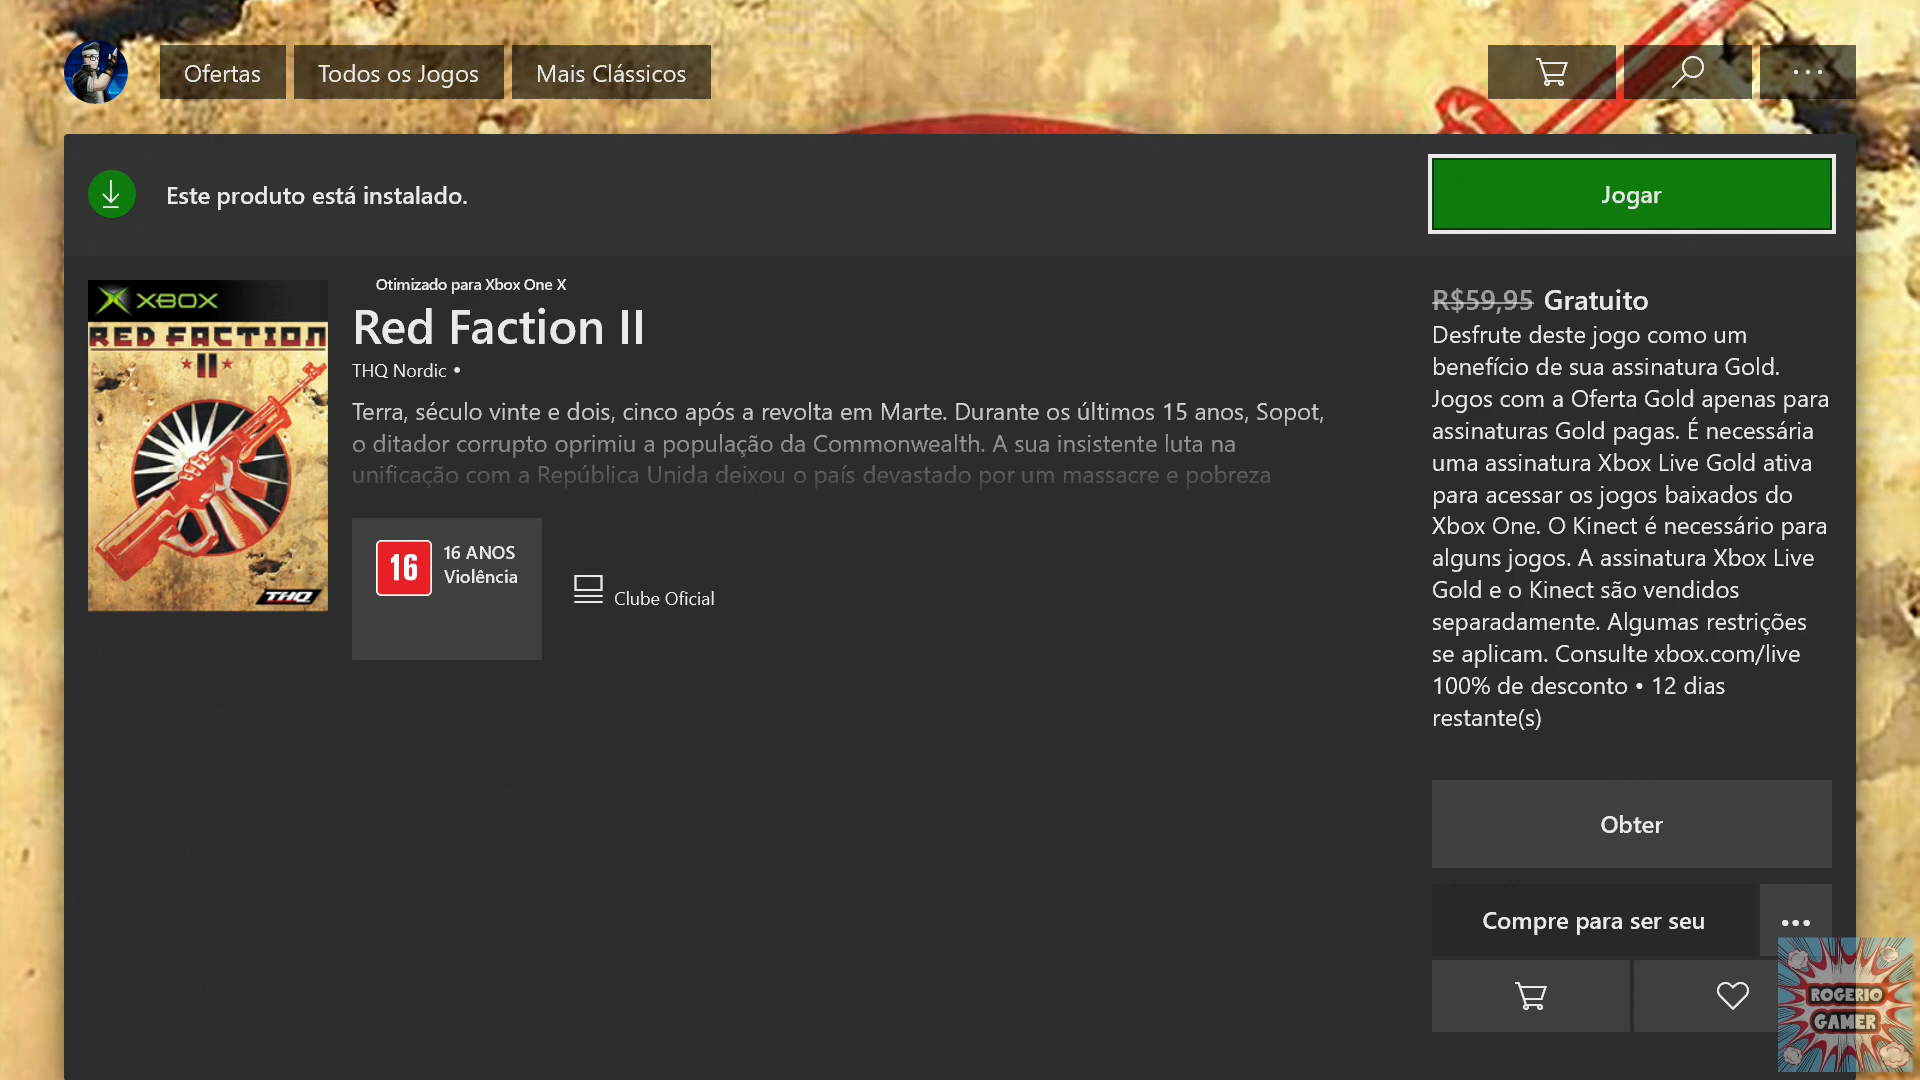 Ofertas
Todos os Jogos
Mais Clássicos
Este produto está instalado.
Jogar
XBOX
RED FACTION
II
THQ
Otimizado para Xbox One X
Red Faction II
THQ Nordic •
Terra, século vinte e dois, cinco após a revolta em Marte. Durante os últimos 15 anos, Sopot,
o ditador corrupto oprimiu a população da Commonwealth. A sua insistente luta na
unificação com a República Unida deixou o país devastado por um massacre e pobreza
16
16 ANOS
Violência
Clube Oficial
R$59,95 Gratuito
Desfrute deste jogo como um
benefício de sua assinatura Gold.
Jogos com a Oferta Gold apenas para
assinaturas Gold pagas. É necessária
uma assinatura Xbox Live Gold ativa
para acessar os jogos baixados do
Xbox One. O Kinect é necessário para
alguns jogos. A assinatura Xbox Live
Gold e o Kinect são vendidos
separadamente. Algumas restrições
se aplicam. Consulte xbox.com/live
100% de desconto • 12 dias
restante(s)
Obter
Compre para ser seu
ROGERIO
GAMER